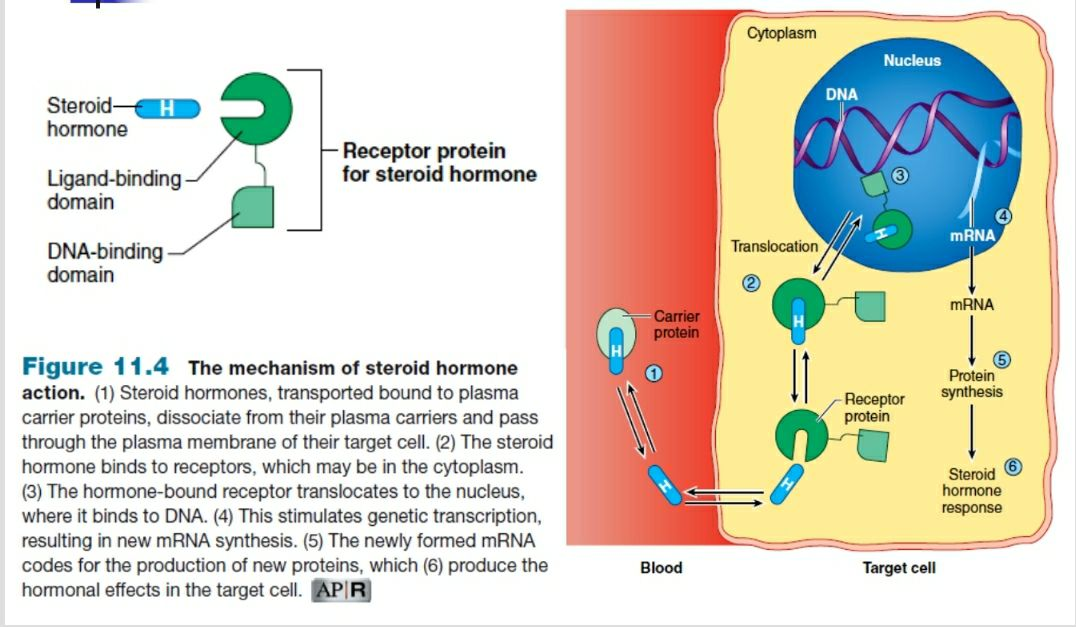 Steroid
hormone
H
Ligand-binding
domain
DNA-binding
domain
Receptor protein
for steroid hormone
Figure 11.4 The mechanism of steroid hormone
action. (1) Steroid hormones, transported bound to plasma
carrier proteins, dissociate from their plasma carriers and pass
through the plasma membrane of their target cell. (2) The steroid
hormone binds to receptors, which may be in the cytoplasm.
(3) The hormone-bound receptor translocates to the nucleus,
where it binds to DNA. (4) This stimulates genetic transcription,
resulting in new mRNA synthesis. (5) The newly formed mRNA
codes for the production of new proteins, which (6) produce the
hormonal effects in the target cell. AP|R
Cytoplasm
Nucleus
DNA
3
H
4
mRNA
Translocation
2
H
mRNA
Carrier
protein
H
1
5
Protein
synthesis
Receptor
protein
H
H
6
Steroid
hormone
response
Blood
Target cell